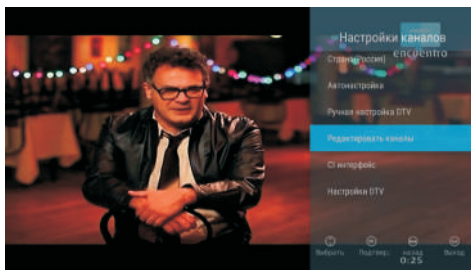 Настройки каналов
encuentro
Страна(Россия)
Автонастройка
Ручная настройка DTV
Редактировать каналы
CI интерфейс
Настройки DTV
Выбрать Подтвер. назад Выход
0:25